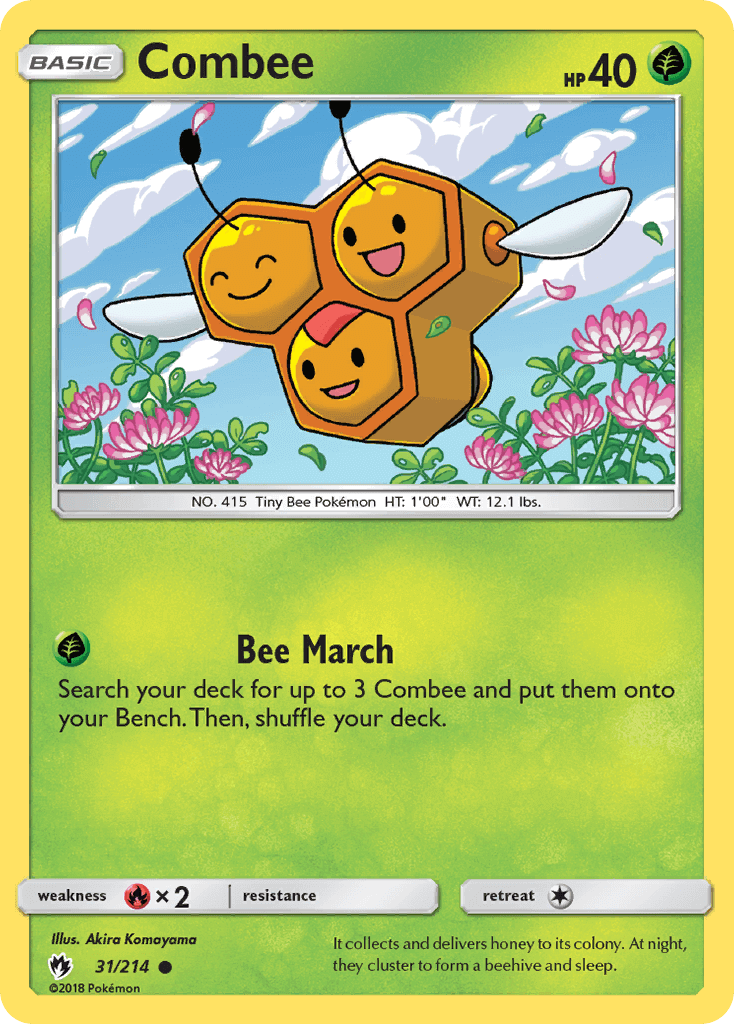 BASIC Combee HP 40
NO. 415 Tiny Bee Pokémon HT: 1'00" WT: 12.1 lbs.
Bee March
Search your deck for up to 3 Combee and put them onto
your Bench. Then, shuffle your deck.
weakness ×2 resistance retreat
Illus. Akira Komayama
31/214
©2018 Pokémon
It collects and delivers honey to its colony. At night,
they cluster to form a beehive and sleep.